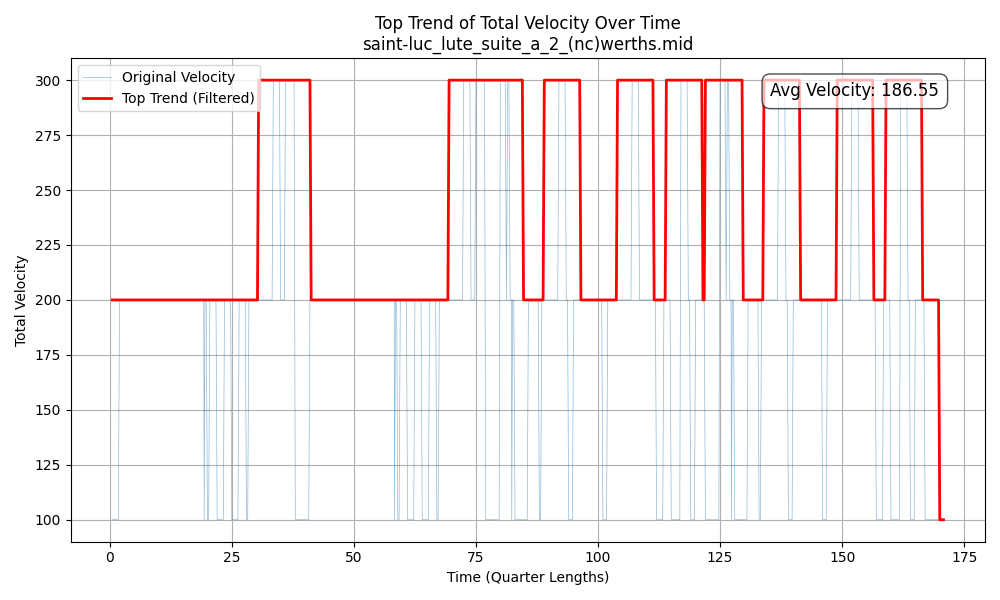 Top Trend of Total Velocity Over Time
saint-luc_lute_suite_a_2_(nc)werths.mid
Original Velocity
Top Trend (Filtered)
Avg Velocity: 186.55
Total Velocity
300
275
250
225
200
175
150
125
100
0 25 50 75 100 125 150 175
Time (Quarter Lengths)